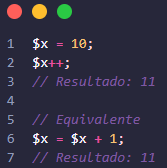 1 $x = 10;
2 $x++;
3 // Resultado: 11
4
5 // Equivalente
6 $x = $x + 1;
7 // Resultado: 11